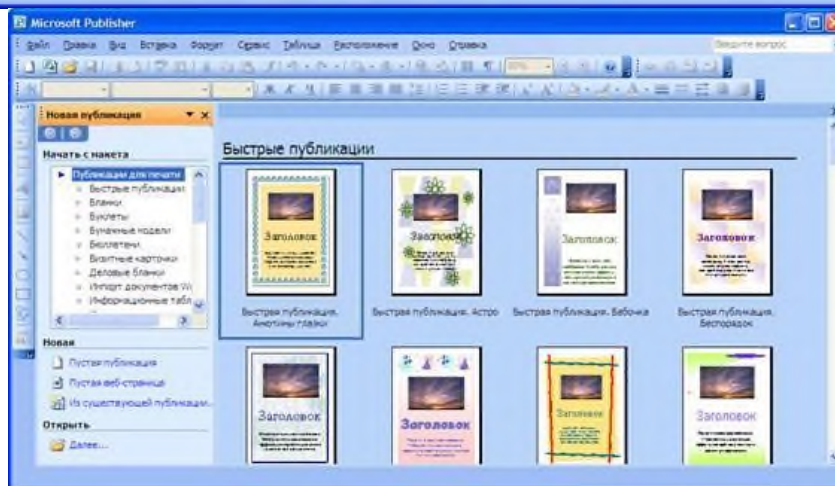 Microsoft Publisher
Файл Правка Вид Вставка Формат Сервис Таблица Расположение Окно Справка
Введите вопрос
Новая публикация
Начать с макета
Публикации для печати
Быстрые публикации
Бланки
Буклеты
Бумажные модели
Бюллетени
Визитные карточки
Деловые бланки
Импорт документов W
Информационные табл
Новая
Пустая публикация
Пустая веб-страница
Из существующей публикации...
Открыть
Далее...
Быстрые публикации
Заголовок
Заголовок
Заголовок
Заголовок
Быстрая публикация. Анютины глазки
Быстрая публикация. Астро
Быстрая публикация. Бабочка
Быстрая публикация. Беспорядок
Заголовок
Заголовок
Заголовок
Заголовок